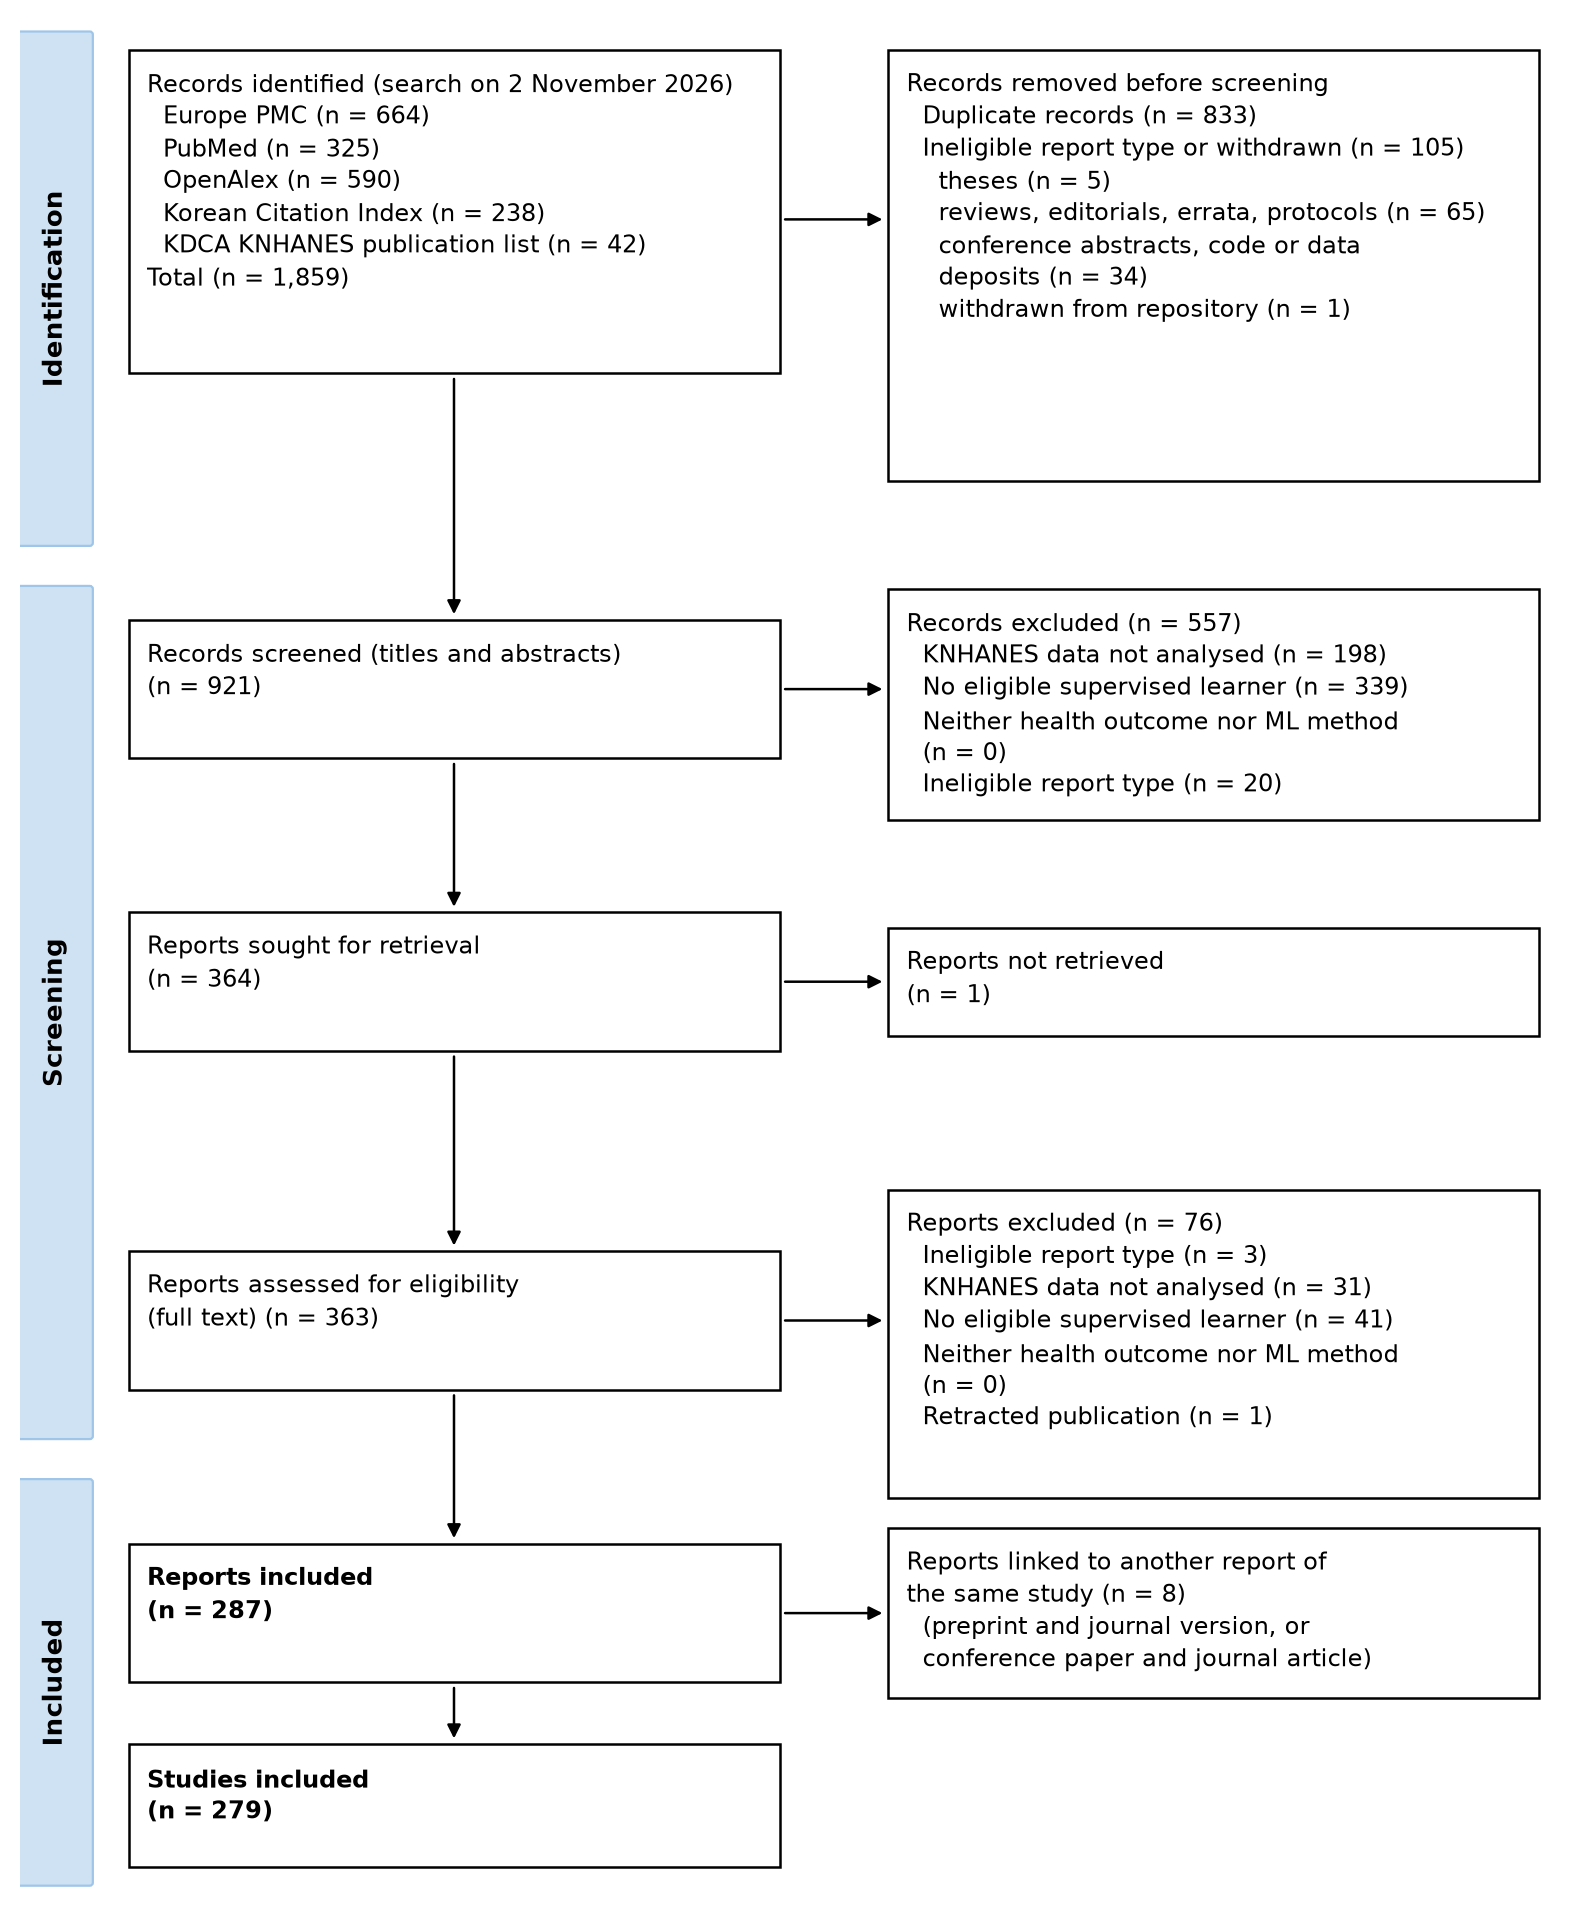 Identification
Records identified (search on 2 November 2026)
Europe PMC (n = 664)
PubMed (n = 325)
OpenAlex (n = 590)
Korean Citation Index (n = 238)
KDCA KNHANES publication list (n = 42)
Total (n = 1,859)
Records removed before screening
Duplicate records (n = 833)
Ineligible report type or withdrawn (n = 105)
theses (n = 5)
reviews, editorials, errata, protocols (n = 65)
conference abstracts, code or data
deposits (n = 34)
withdrawn from repository (n = 1)
Screening
Records screened (titles and abstracts)
(n = 921)
Records excluded (n = 557)
KNHANES data not analysed (n = 198)
No eligible supervised learner (n = 339)
Neither health outcome nor ML method
(n = 0)
Ineligible report type (n = 20)
Reports sought for retrieval
(n = 364)
Reports not retrieved
(n = 1)
Reports assessed for eligibility
(full text) (n = 363)
Reports excluded (n = 76)
Ineligible report type (n = 3)
KNHANES data not analysed (n = 31)
No eligible supervised learner (n = 41)
Neither health outcome nor ML method
(n = 0)
Retracted publication (n = 1)
Included
Reports included
(n = 287)
Reports linked to another report of
the same study (n = 8)
(preprint and journal version, or
conference paper and journal article)
Studies included
(n = 279)